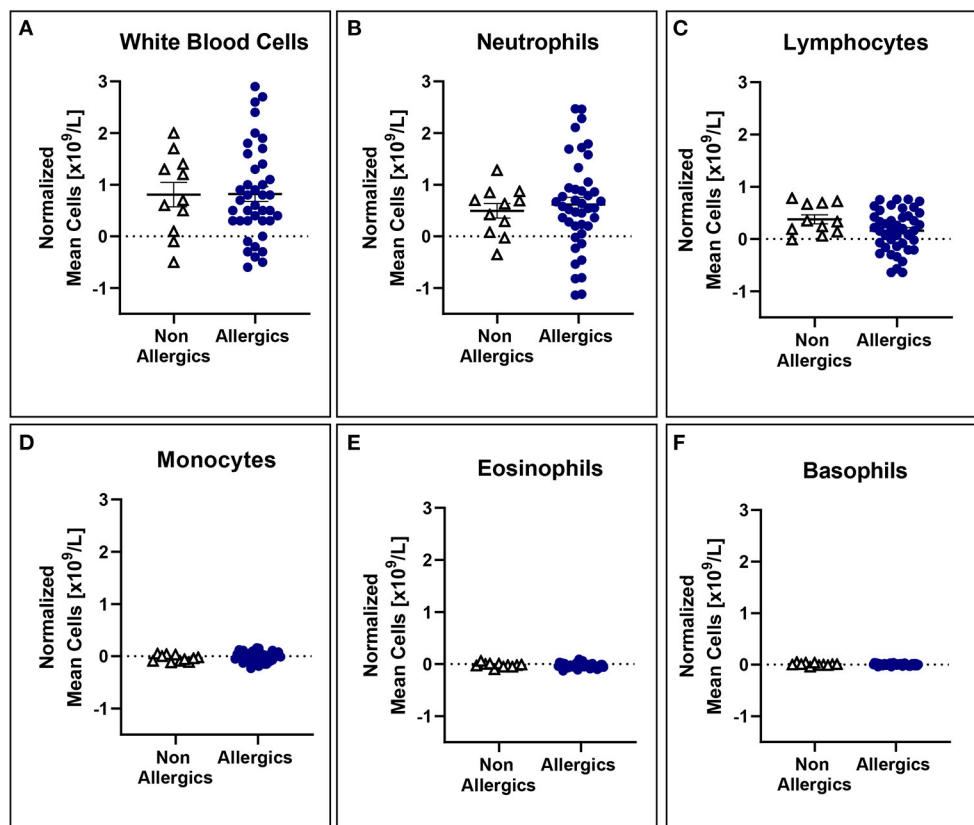 A
White Blood Cells
Normalized
Mean Cells [x10⁹/L]
3
2
1
0
-1
Non
Allergics
Allergics
B
Neutrophils
Normalized
Mean Cells [x10⁹/L]
3
2
1
0
-1
Non
Allergics
Allergics
C
Lymphocytes
Normalized
Mean Cells [x10⁹/L]
3
2
1
0
-1
Non
Allergics
Allergics
D
Monocytes
Normalized
Mean Cells [x10⁹/L]
3
2
1
0
-1
Non
Allergics
Allergics
E
Eosinophils
Normalized
Mean Cells [x10⁹/L]
3
2
1
0
-1
Non
Allergics
Allergics
F
Basophils
Normalized
Mean Cells [x10⁹/L]
3
2
1
0
-1
Non
Allergics
Allergics